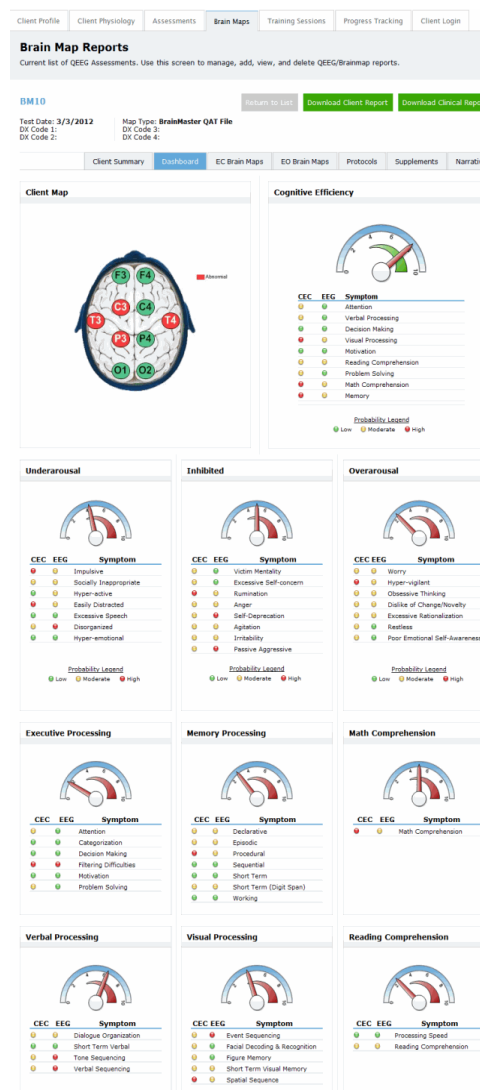 Client Profile Client Physiology Assessments Brain Maps Training Sessions Progress Tracking Client Login
Brain Map Reports
Current list of QEEG Assessments. Use this screen to manage, add, view, and delete QEEG/Brainmap reports.
BM10
Return to List Download Client Report Download Clinical Repo
Test Date: 3/3/2012 Map Type: BrainMaster QAT File
DX Code 1: DX Code 3:
DX Code 2: DX Code 4:
Client Summary Dashboard EC Brain Maps EO Brain Maps Protocols Supplements Narrati
Client Map
F3 F4
C3 C4
T3 T4
P3 P4
O1 O2
Abnormal
Cognitive Efficiency
CEC EEG Symptom
Attention
Verbal Processing
Decision Making
Visual Processing
Motivation
Reading Comprehension
Problem Solving
Math Comprehension
Memory
Probability Legend
Low Moderate High
Underarousal
CEC EEG Symptom
Impulsive
Socially Inappropriate
Hyper-active
Easily Distracted
Excessive Speech
Disorganized
Hyper-emotional
Probability Legend
Low Moderate High
Inhibited
CEC EEG Symptom
Victim Mentality
Excessive Self-concern
Rumination
Anger
Self-Deprecation
Agitation
Irritability
Passive Aggressive
Probability Legend
Low Moderate High
Overarousal
CEC EEG Symptom
Worry
Hyper-vigilant
Obsessive Thinking
Dislike of Change/Novelty
Excessive Rationalization
Restless
Poor Emotional Self-Awareness
Probability Legend
Low Moderate High
Executive Processing
CEC EEG Symptom
Attention
Categorization
Decision Making
Filtering Difficulties
Motivation
Problem Solving
Memory Processing
CEC EEG Symptom
Declarative
Episodic
Procedural
Sequential
Short Term
Short Term (Digit Span)
Working
Math Comprehension
CEC EEG Symptom
Math Comprehension
Verbal Processing
CEC EEG Symptom
Dialogue Organization
Short Term Verbal
Tone Sequencing
Verbal Sequencing
Visual Processing
CEC EEG Symptom
Event Sequencing
Facial Decoding & Recognition
Figure Memory
Short Term Visual Memory
Spatial Sequence
Reading Comprehension
CEC EEG Symptom
Processing Speed
Reading Comprehension